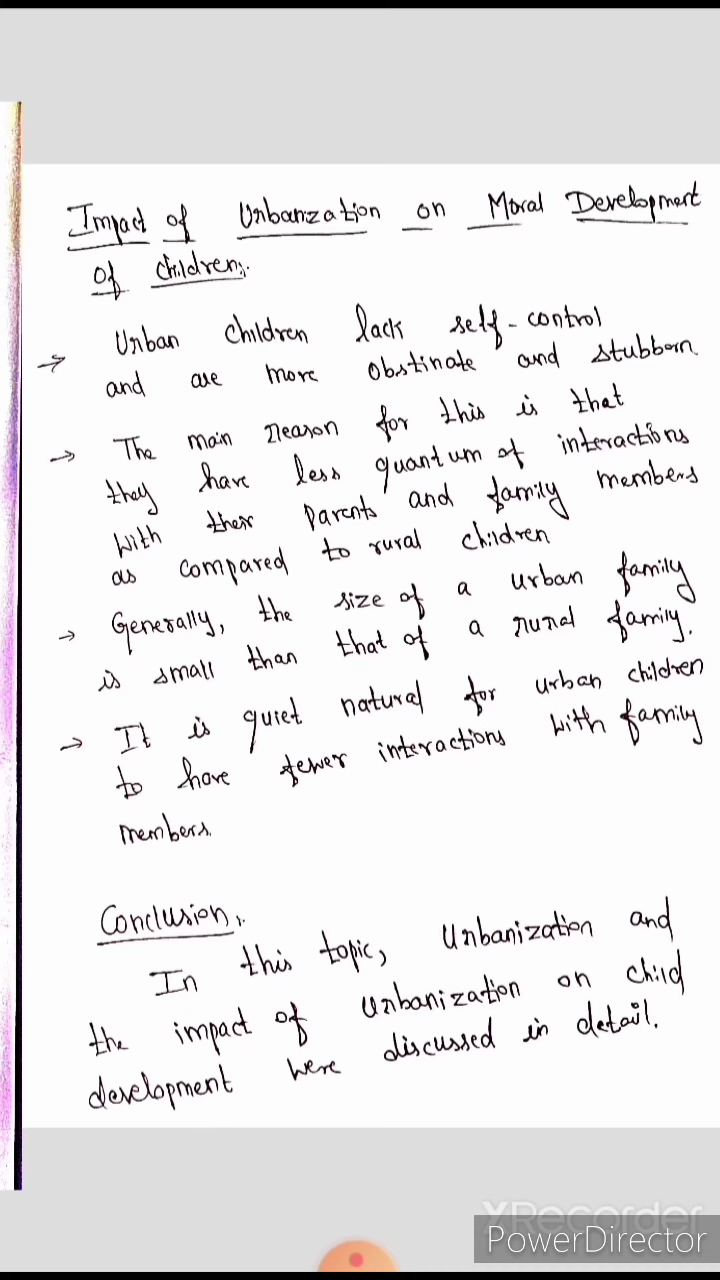 Impact of Urbanzation on Moral Development
of children:.
→ Urban children lack self-control
and are more obstinate and stubborn
→ The main reason for this is that
they have less quantum of interactions
with their parents and family members
as compared to rural children
→ Generally, the size of a urban family
is small than that of a rural family.
→ It is quiet natural for urban children
to have fewer interactions with family
members.
Conclusion:.
In this topic, Urbanization and
the impact of urbanization on child
development were discussed in detail.
XRecorder
PowerDirector